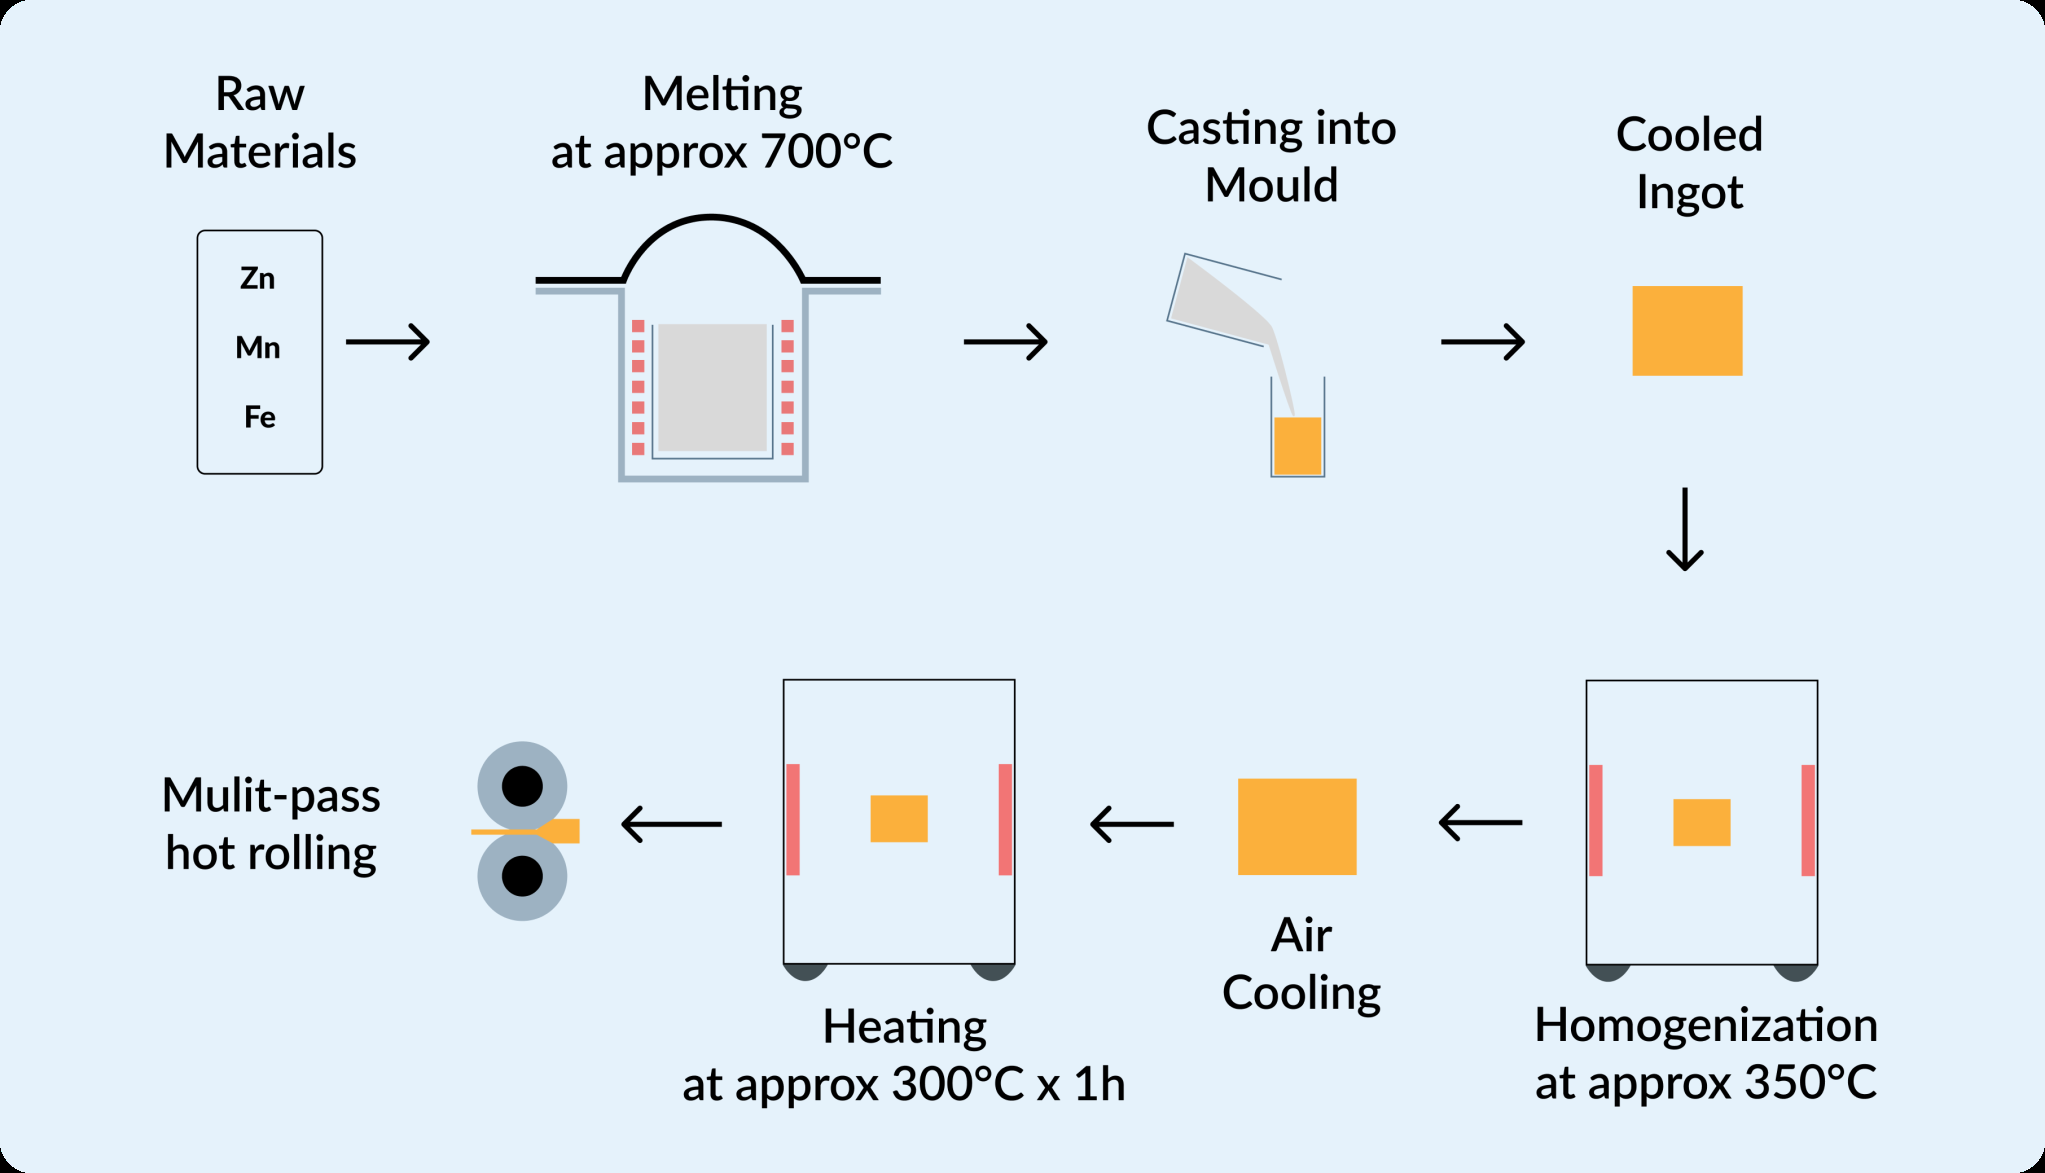 Raw
Materials
Zn
Mn
Fe
Melting
at approx 700°C
Casting into
Mould
Cooled
Ingot
Homogenization
at approx 350°C
Air
Cooling
Heating
at approx 300°C x 1h
Mulit-pass
hot rolling